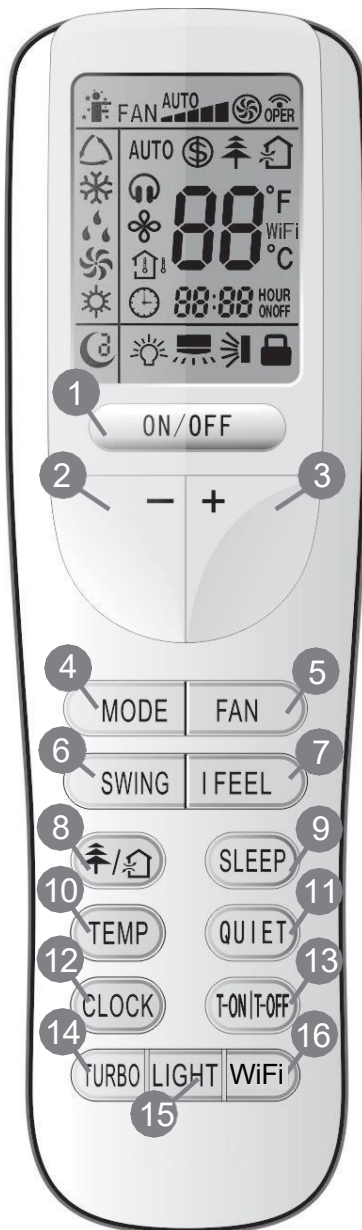 FAN AUTO OPER
AUTO
88 °F
WiFi
°C
88:88 HOUR
ON OFF
1
ON/OFF
2 3
− +
4 5
MODE FAN
6 7
SWING I FEEL
8 9
/ SLEEP
10 11
TEMP QUIET
12 13
CLOCK T-ON|T-OFF
14 16
TURBO LIGHT WiFi
15